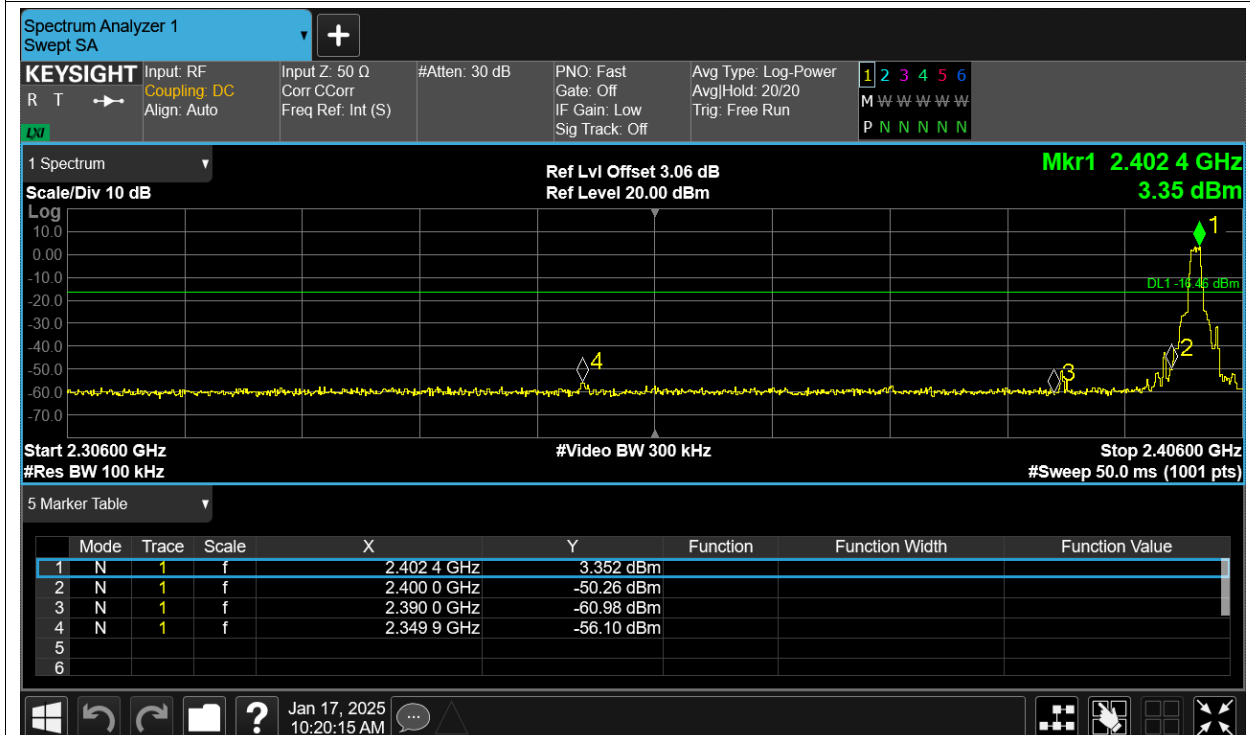 Spectrum Analyzer 1
Swept SA
+
KEYSIGHT
R T
LXI
Input: RF
Coupling: DC
Align: Auto
Input Z: 50 Ω
Corr CCorr
Freq Ref: Int (S)
#Atten: 30 dB
PNO: Fast
Gate: Off
IF Gain: Low
Sig Track: Off
Avg Type: Log-Power
Avg|Hold: 20/20
Trig: Free Run
1 2 3 4 5 6
M W W W W W
P N N N N N
1 Spectrum
Scale/Div 10 dB
Ref Lvl Offset 3.06 dB
Ref Level 20.00 dBm
Mkr1 2.402 4 GHz
3.35 dBm
Log
10.0
0.00
-10.0
-20.0
-30.0
-40.0
-50.0
-60.0
-70.0
1
DL1 -16.46 dBm
2
3
4
Start 2.30600 GHz
#Res BW 100 kHz
#Video BW 300 kHz
Stop 2.40600 GHz
#Sweep 50.0 ms (1001 pts)
5 Marker Table
Mode Trace Scale X Y Function Function Width Function Value
1 N 1 f 2.402 4 GHz 3.352 dBm
2 N 1 f 2.400 0 GHz -50.26 dBm
3 N 1 f 2.390 0 GHz -60.98 dBm
4 N 1 f 2.349 9 GHz -56.10 dBm
5
6
?
Jan 17, 2025
10:20:15 AM